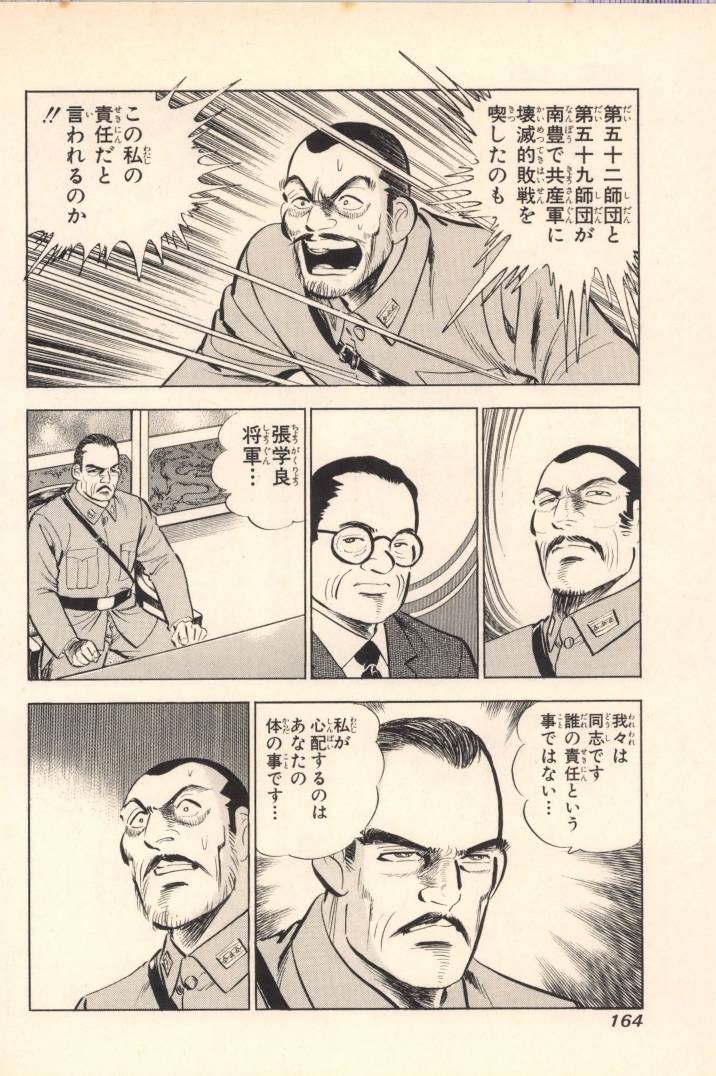 第五十二師団と
第五十九師団が
南豊で共産軍に
壊滅的敗戦を
喫したのも
この私の
責任だと
言われるのか
!!
張学良
将軍…
我々は
同志です
誰の責任という
事ではない…
私が
心配するのは
あなたの
体の事です…
164